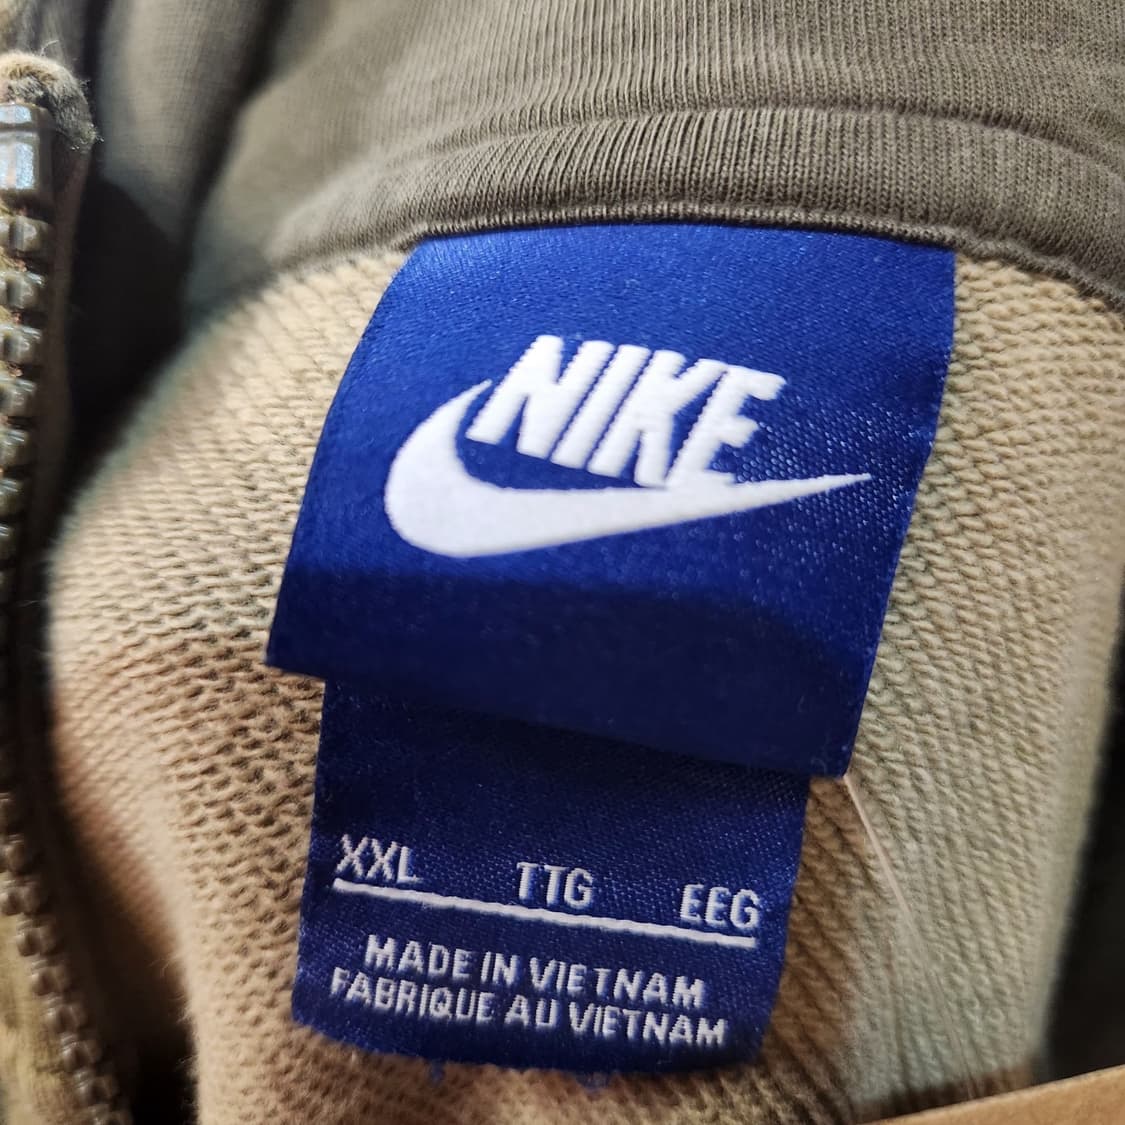 NIKE
XXL TTG EEG
MADE IN VIETNAM
FABRIQUE AU VIETNAM